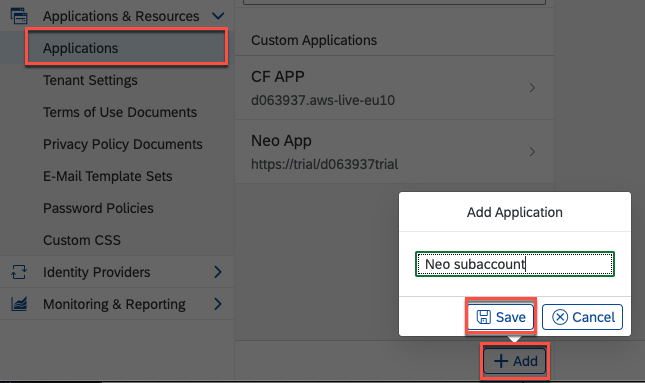 Applications & Resources
Applications
Tenant Settings
Terms of Use Documents
Privacy Policy Documents
E-Mail Template Sets
Password Policies
Custom CSS
Identity Providers
Monitoring & Reporting
Custom Applications
CF APP
d063937.aws-live-eu10
Neo App
https://trial/d063937trial
Add Application
Neo subaccount
Save
Cancel
Add